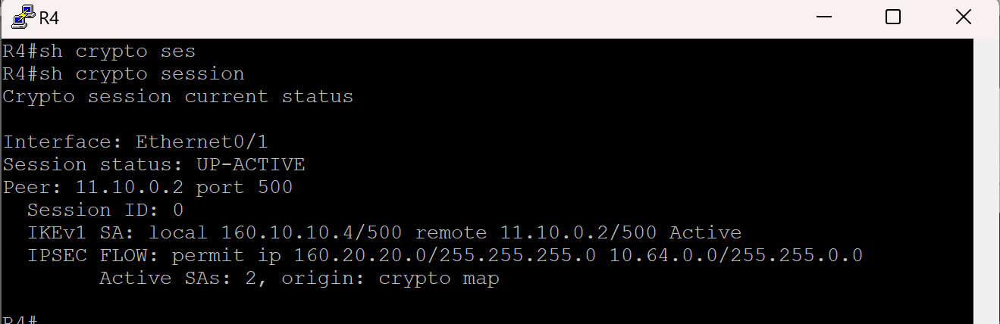 R4
R4#sh crypto ses
R4#sh crypto session
Crypto session current status
Interface: Ethernet0/1
Session status: UP-ACTIVE
Peer: 11.10.0.2 port 500
Session ID: 0
IKEv1 SA: local 160.10.10.4/500 remote 11.10.0.2/500 Active
IPSEC FLOW: permit ip 160.20.20.0/255.255.255.0 10.64.0.0/255.255.0.0
Active SAs: 2, origin: crypto map
R4#